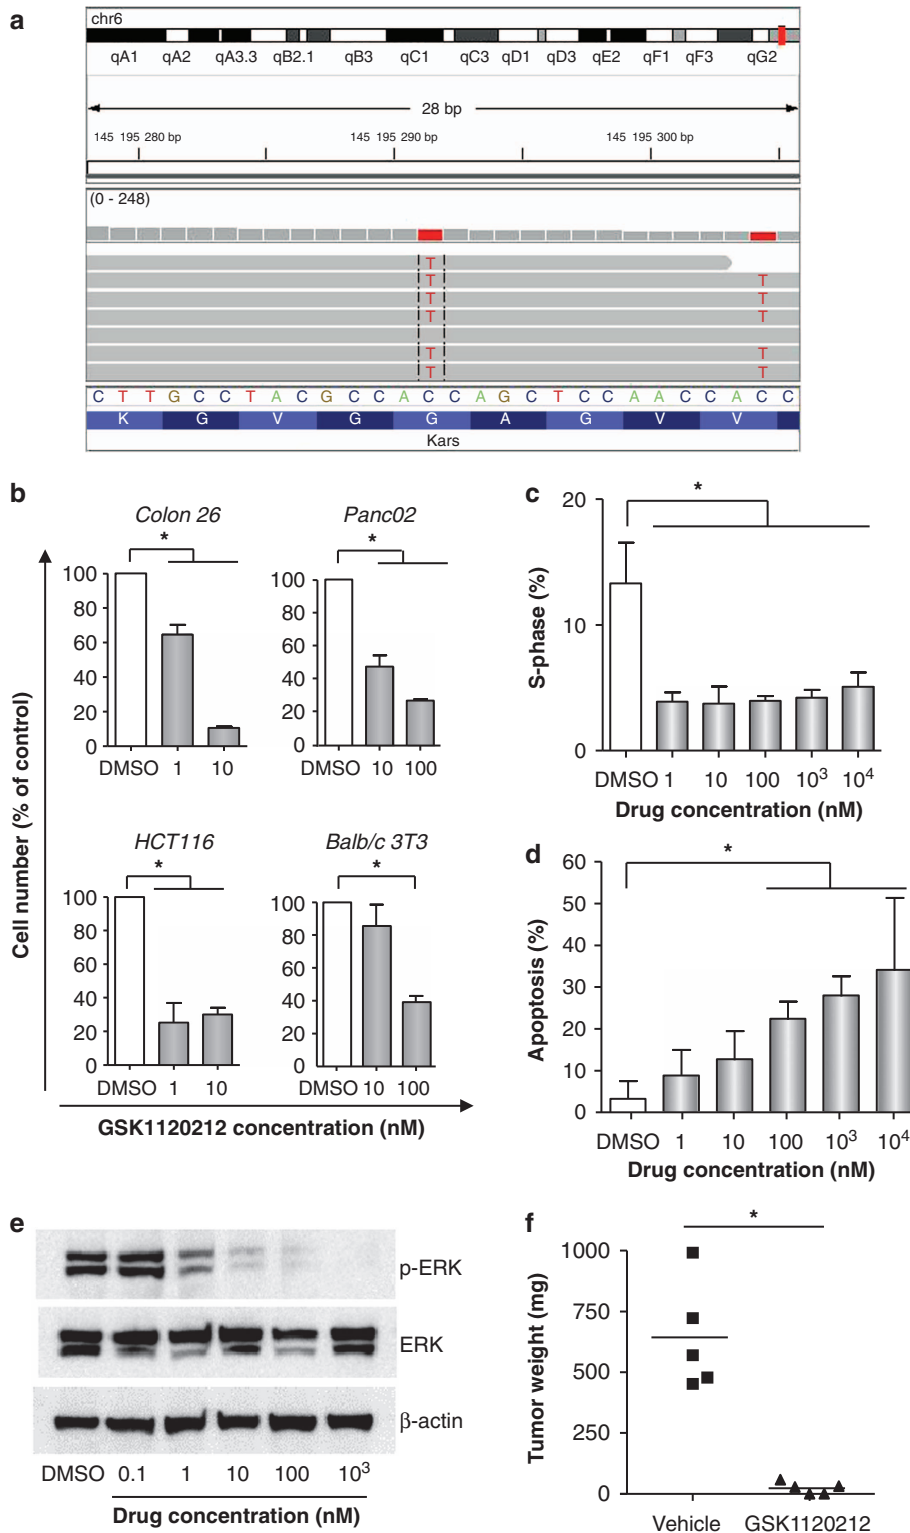 a
chr6
qA1 qA2 qA3.3 qB2.1 qB3 qC1 qC3 qD1 qD3 qE2 qF1 qF3 qG2
28 bp
145 195 280 bp 145 195 290 bp 145 195 300 bp
(0 - 248)
T
T T
T T
T T
T T
T T
C T T G C C T A C G C C A C C A G C T C C A A C C A C C
K G V G G A G V V
Kars
b
Cell number (% of control)
Colon 26
*
100
80
60
40
20
0
DMSO 1 10
Panc02
*
100
80
60
40
20
0
DMSO 10 100
HCT116
*
100
80
60
40
20
0
DMSO 1 10
Balb/c 3T3
*
100
80
60
40
20
0
DMSO 10 100
GSK1120212 concentration (nM)
c
*
S-phase (%)
20
10
0
DMSO 1 10 100 10³ 10⁴
Drug concentration (nM)
d
*
Apoptosis (%)
60
50
40
30
20
10
0
DMSO 1 10 100 10³ 10⁴
Drug concentration (nM)
e
p-ERK
ERK
β-actin
DMSO 0.1 1 10 100 10³
Drug concentration (nM)
f
*
Tumor weight (mg)
1000
750
500
250
0
Vehicle GSK1120212